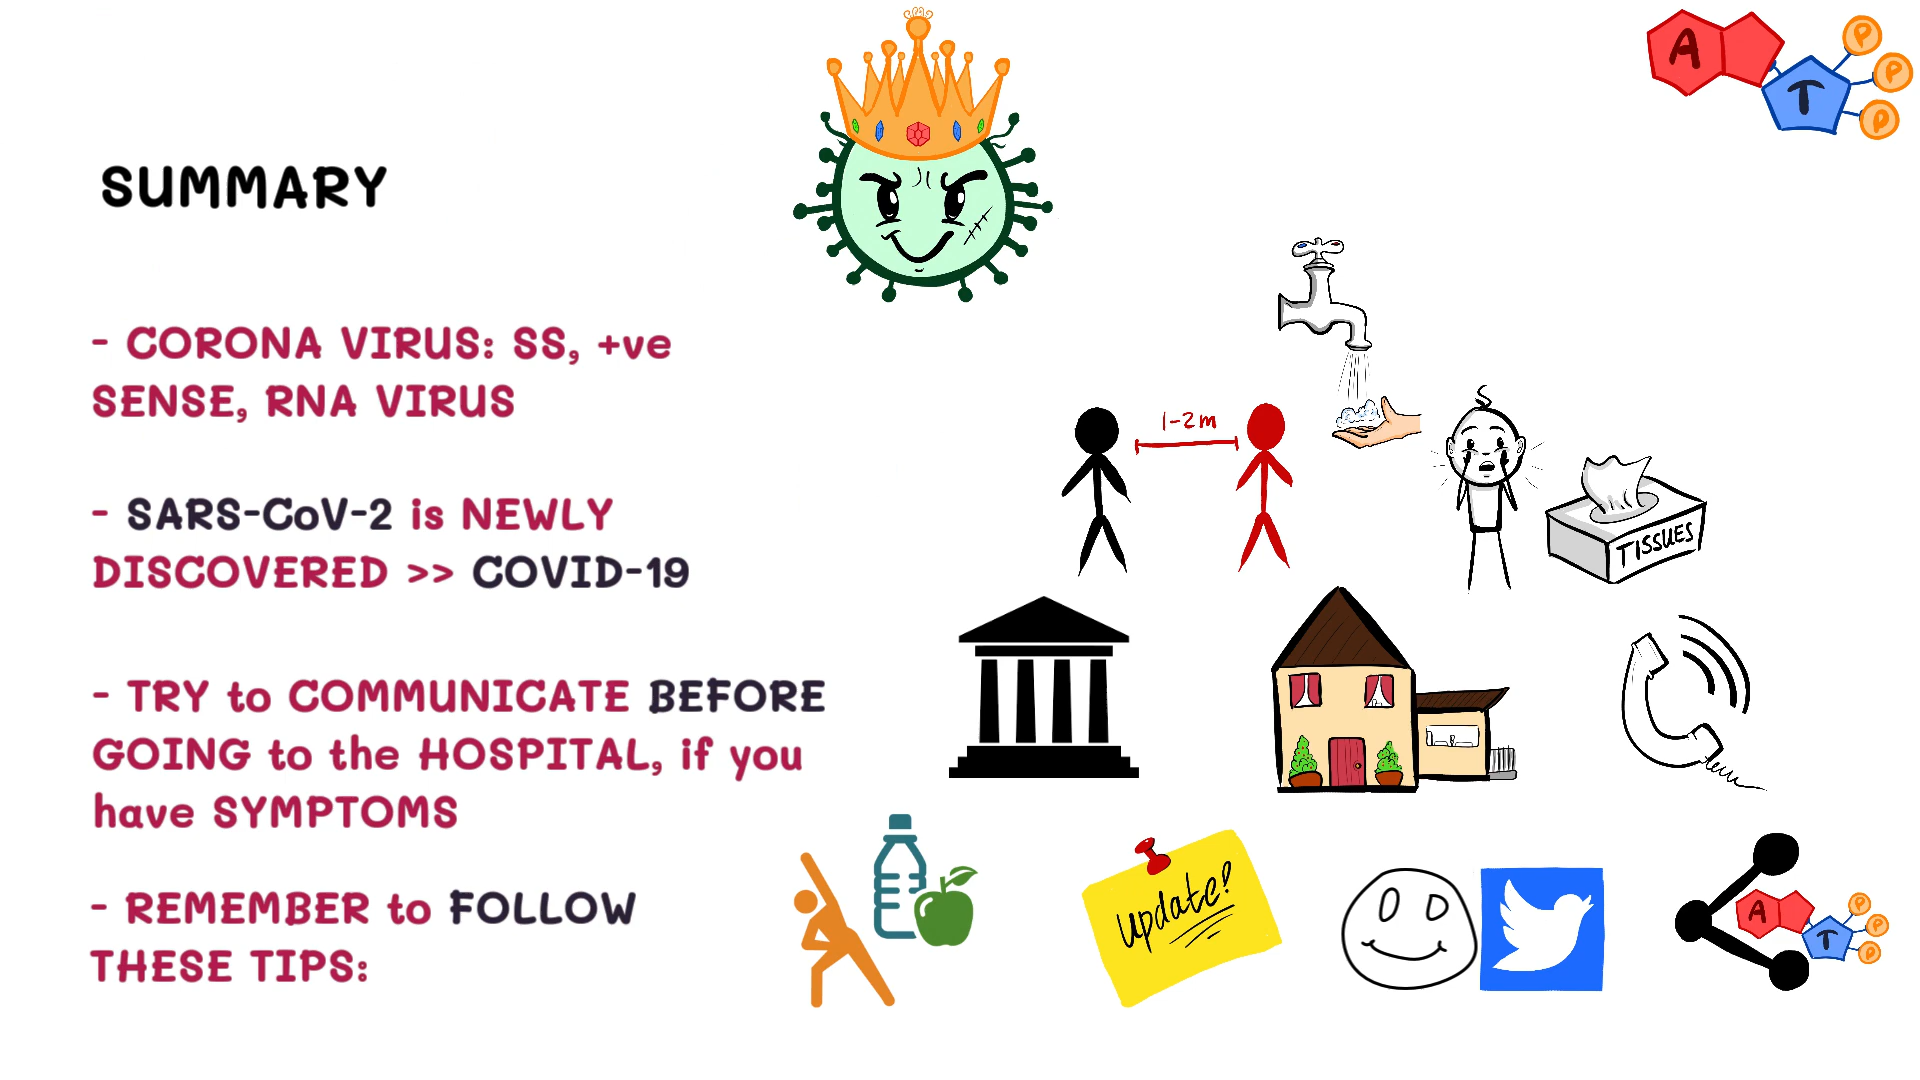 A T P P P
SUMMARY
- CORONA VIRUS: SS, +ve
SENSE, RNA VIRUS
- SARS-CoV-2 is NEWLY
DISCOVERED >> COVID-19
- TRY to COMMUNICATE BEFORE
GOING to the HOSPITAL, if you
have SYMPTOMS
- REMEMBER to FOLLOW
THESE TIPS:
1-2m
TISSUES
update!
A T P P P